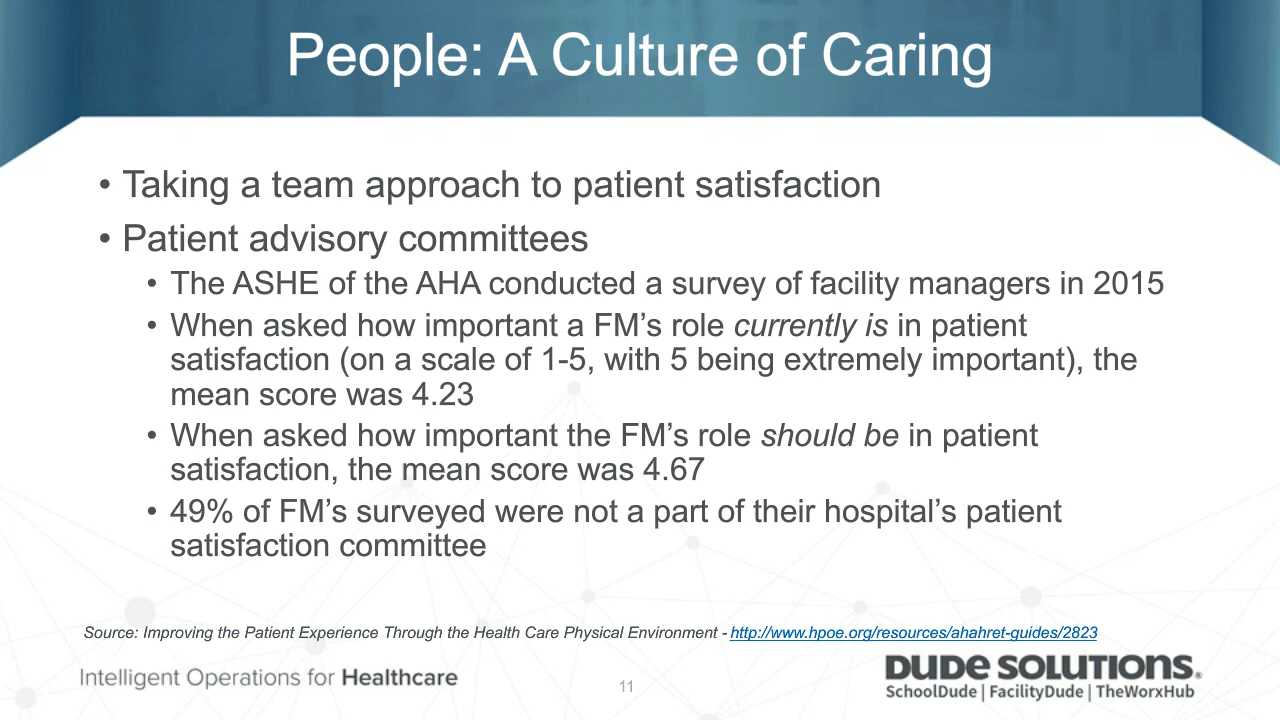 People: A Culture of Caring
• Taking a team approach to patient satisfaction
• Patient advisory committees
• The ASHE of the AHA conducted a survey of facility managers in 2015
• When asked how important a FM’s role currently is in patient
satisfaction (on a scale of 1-5, with 5 being extremely important), the
mean score was 4.23
• When asked how important the FM’s role should be in patient
satisfaction, the mean score was 4.67
• 49% of FM’s surveyed were not a part of their hospital’s patient
satisfaction committee
Source: Improving the Patient Experience Through the Health Care Physical Environment - http://www.hpoe.org/resources/ahahret-guides/2823
Intelligent Operations for Healthcare
11
DUDE SOLUTIONS®
SchoolDude | FacilityDude | TheWorxHub